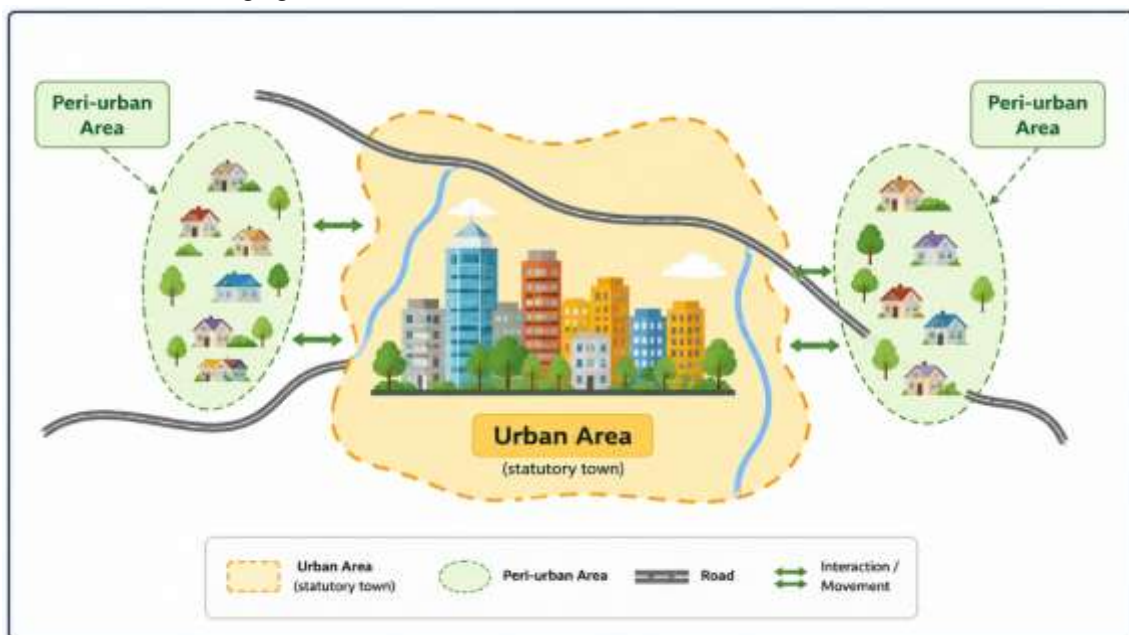 Peri-urban
Area
Peri-urban
Area
Urban Area
(statutory town)
Urban Area
(statutory town)
Peri-urban Area
Road
Interaction /
Movement